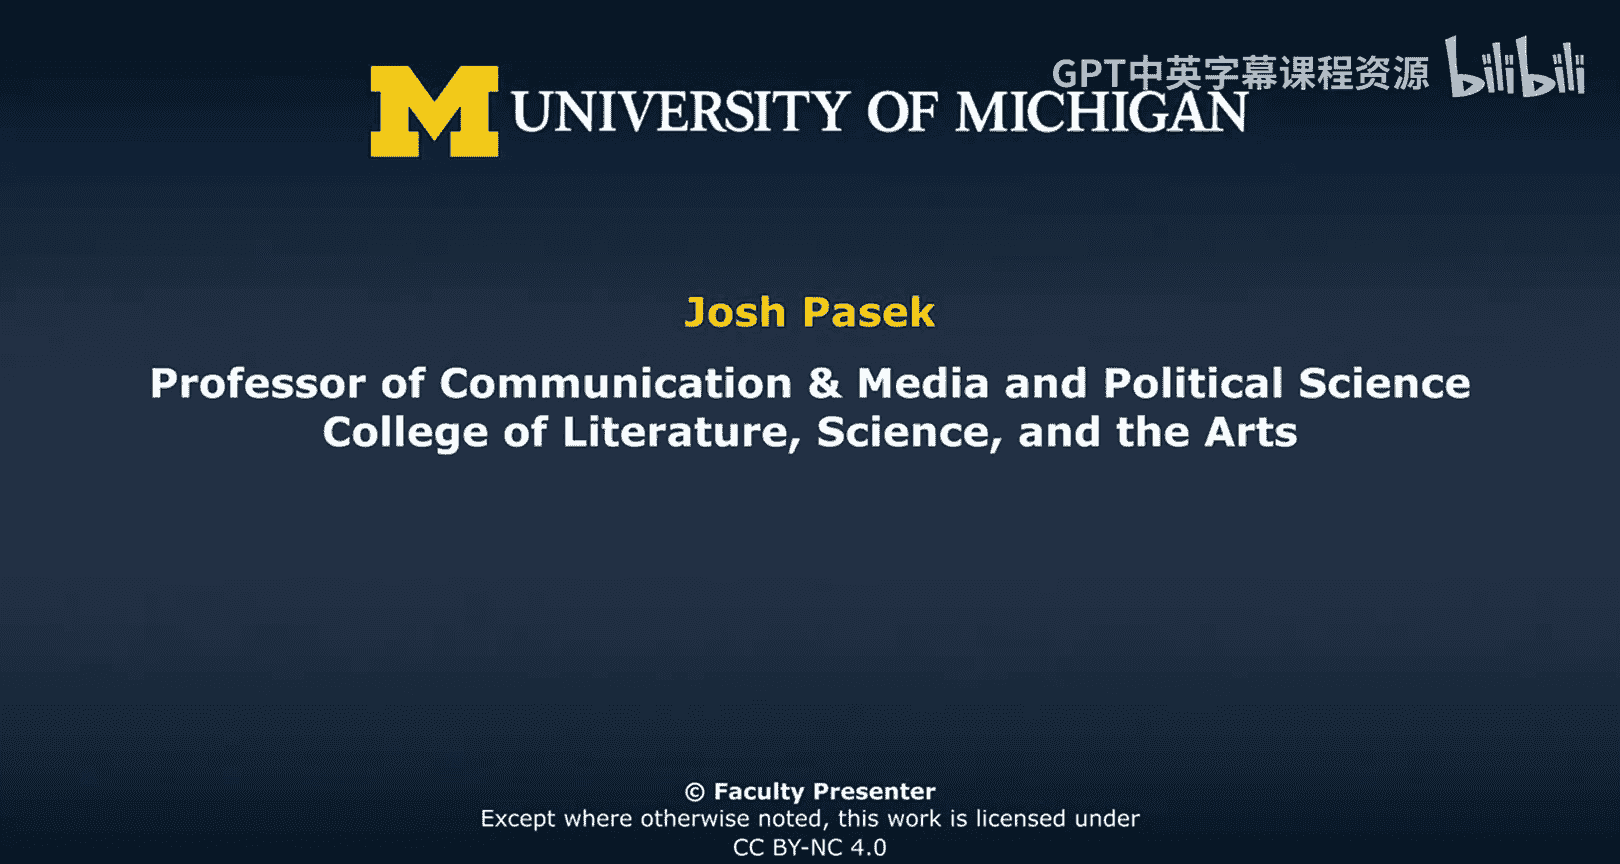 GPT中英字幕课程资源 bilibili
M UNIVERSITY OF MICHIGAN
Josh Pasek
Professor of Communication & Media and Political Science
College of Literature, Science, and the Arts
© Faculty Presenter
Except where otherwise noted, this work is licensed under
CC BY-NC 4.0